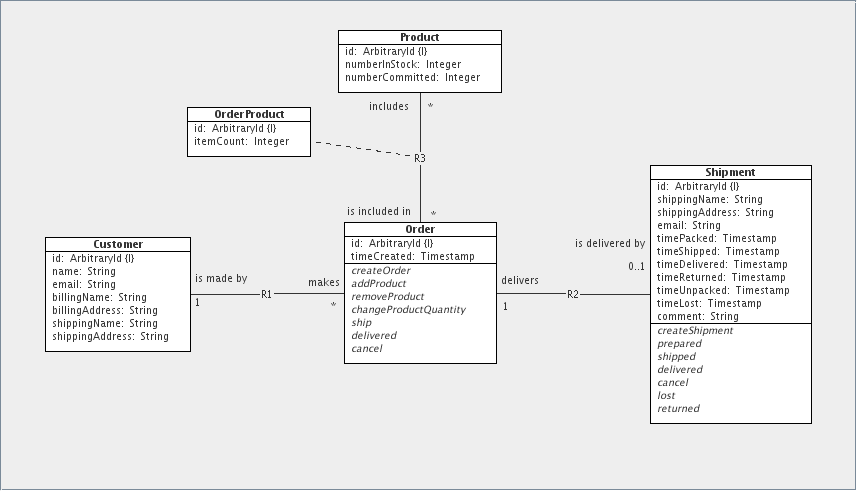 Product
id: ArbitraryId {I}
numberInStock: Integer
numberCommitted: Integer
includes *
OrderProduct
id: ArbitraryId {I}
itemCount: Integer
R3
is included in *
Order
id: ArbitraryId {I}
timeCreated: Timestamp
createOrder
addProduct
removeProduct
changeProductQuantity
ship
delivered
cancel
Customer
id: ArbitraryId {I}
name: String
email: String
billingName: String
billingAddress: String
shippingName: String
shippingAddress: String
is made by
1
R1
makes
*
delivers
1
R2
is delivered by
0..1
Shipment
id: ArbitraryId {I}
shippingName: String
shippingAddress: String
email: String
timePacked: Timestamp
timeShipped: Timestamp
timeDelivered: Timestamp
timeReturned: Timestamp
timeUnpacked: Timestamp
timeLost: Timestamp
comment: String
createShipment
prepared
shipped
delivered
cancel
lost
returned